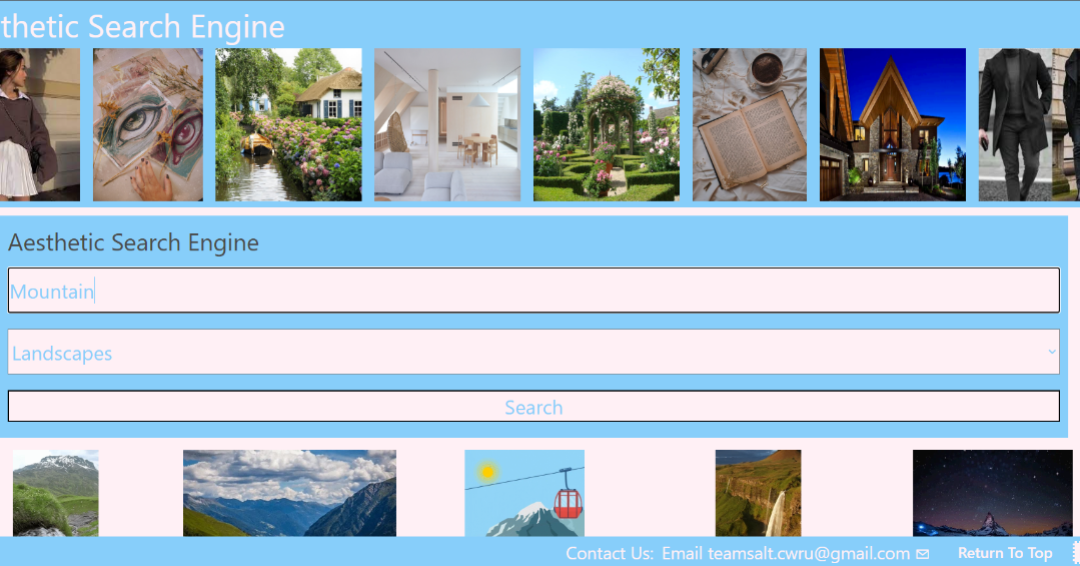 thetic Search Engine
Aesthetic Search Engine
Mountain
Landscapes
Search
Contact Us: Email teamsalt.cwru@gmail.com Return To Top